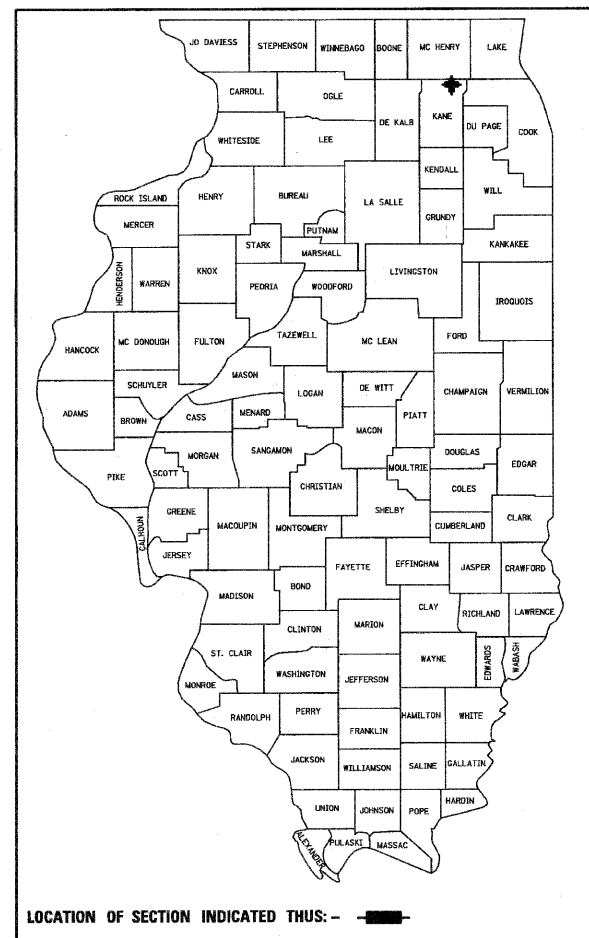 JO DAVIESS STEPHENSON WINNEBAGO BOONE MC HENRY LAKE
CARROLL OGLE DE KALB KANE DU PAGE COOK
WHITESIDE LEE
KENDALL WILL
ROCK ISLAND HENRY BUREAU LA SALLE GRUNDY
MERCER PUTNAM KANKAKEE
HENDERSON WARREN KNOX STARK MARSHALL LIVINGSTON
PEORIA WOODFORD IROQUOIS
HANCOCK MC DONOUGH FULTON TAZEWELL MC LEAN FORD
SCHUYLER MASON
ADAMS BROWN CASS MENARD LOGAN DE WITT PIATT CHAMPAIGN VERMILION
MACON
PIKE SCOTT MORGAN SANGAMON MOULTRIE DOUGLAS EDGAR
CHRISTIAN COLES
CALHOUN GREENE MACOUPIN MONTGOMERY SHELBY CUMBERLAND CLARK
JERSEY
FAYETTE EFFINGHAM JASPER CRAWFORD
MADISON BOND
CLAY RICHLAND LAWRENCE
CLINTON MARION
ST. CLAIR WAYNE EDWARDS WABASH
WASHINGTON JEFFERSON
MONROE
RANDOLPH PERRY HAMILTON WHITE
FRANKLIN
JACKSON WILLIAMSON SALINE GALLATIN
UNION JOHNSON POPE HARDIN
ALEXANDER PULASKI MASSAC
LOCATION OF SECTION INDICATED THUS: -